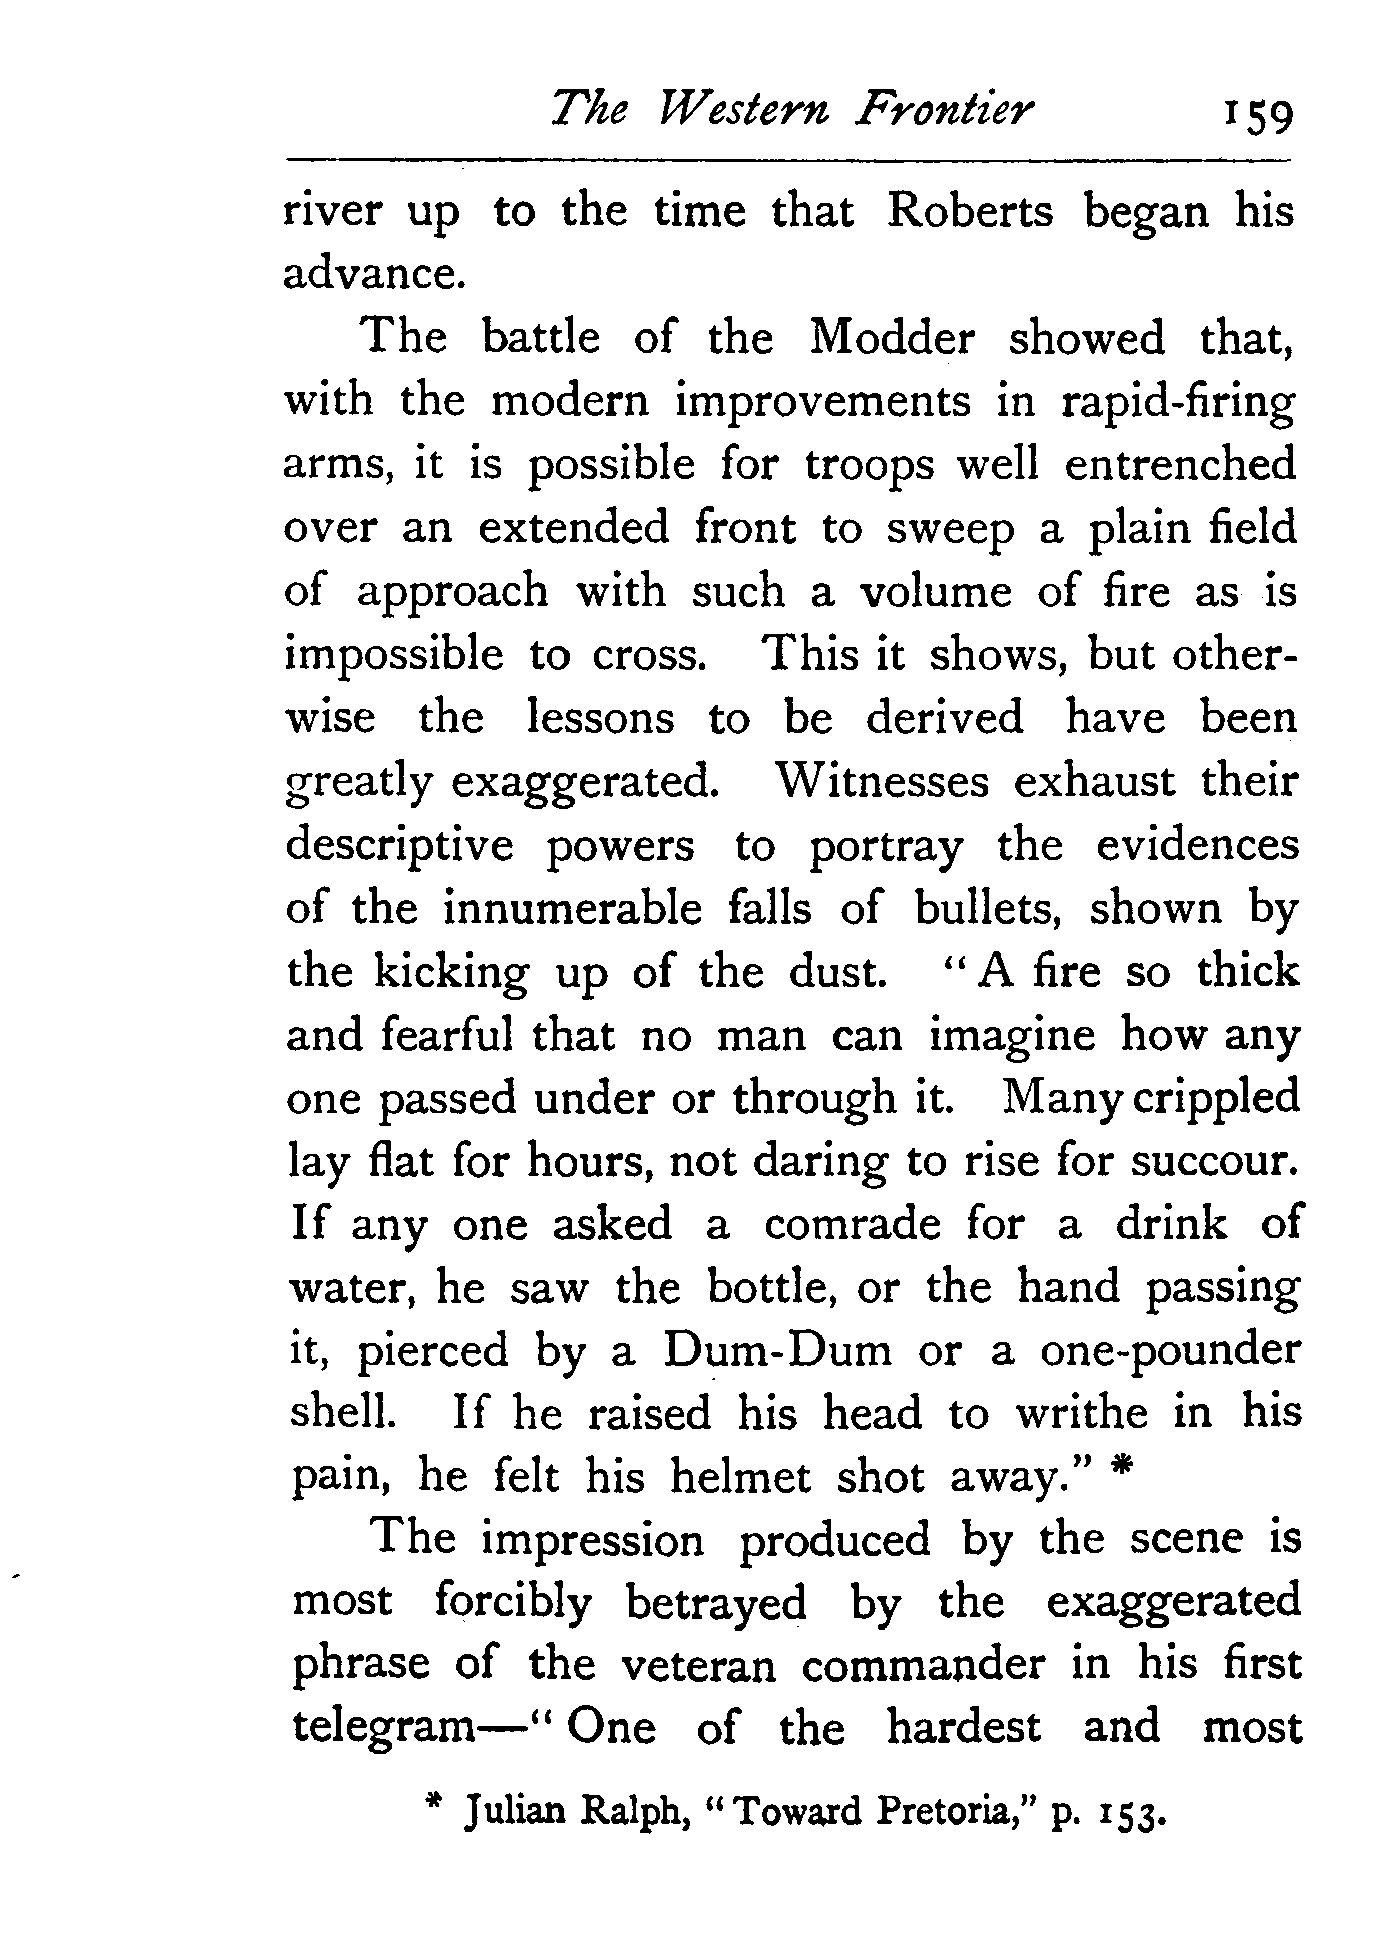 The Western Frontier 159
river up to the time that Roberts began his
advance.
The battle of the Modder showed that,
with the modern improvements in rapid-firing
arms, it is possible for troops well entrenched
over an extended front to sweep a plain field
of approach with such a volume of fire as is
impossible to cross. This it shows, but other-
wise the lessons to be derived have been
greatly exaggerated. Witnesses exhaust their
descriptive powers to portray the evidences
of the innumerable falls of bullets, shown by
the kicking up of the dust. "A fire so thick
and fearful that no man can imagine how any
one passed under or through it. Many crippled
lay flat for hours, not daring to rise for succour.
If any one asked a comrade for a drink of
water, he saw the bottle, or the hand passing
it, pierced by a Dum-Dum or a one-pounder
shell. If he raised his head to writhe in his
pain, he felt his helmet shot away." *
The impression produced by the scene is
most forcibly betrayed by the exaggerated
phrase of the veteran commander in his first
telegram—"One of the hardest and most
* Julian Ralph, "Toward Pretoria," p. 153.